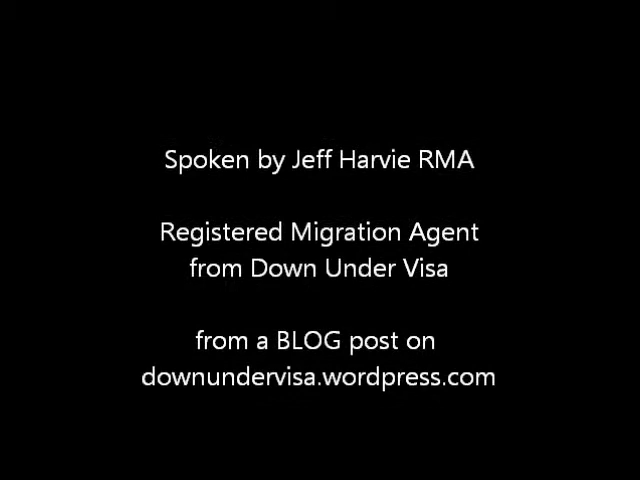 Spoken by Jeff Harvie RMA
Registered Migration Agent
from Down Under Visa
from a BLOG post on
downundervisa.wordpress.com